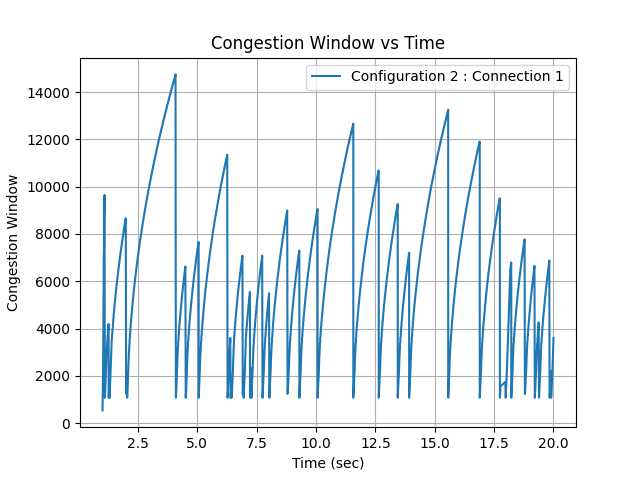 Congestion Window vs Time
Configuration 2 : Connection 1
14000
12000
10000
8000
6000
4000
2000
0
Congestion Window
2.5 5.0 7.5 10.0 12.5 15.0 17.5 20.0
Time (sec)